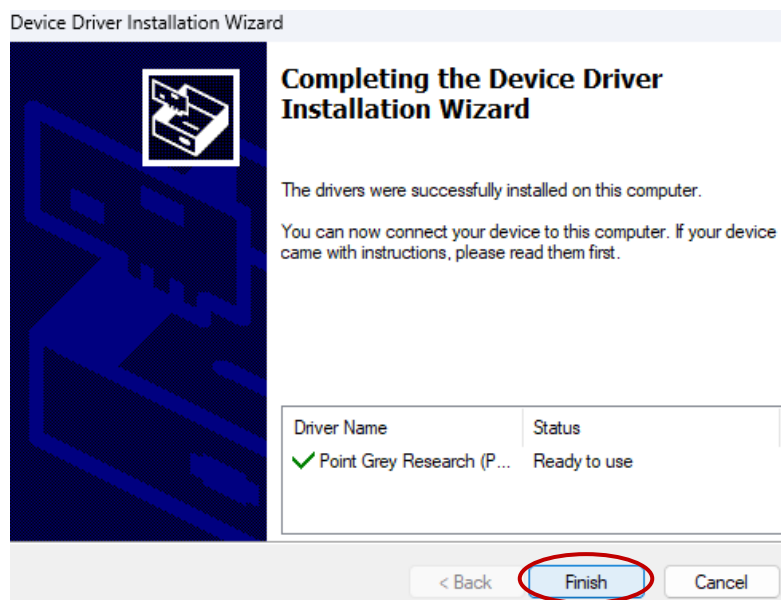 Device Driver Installation Wizard
Completing the Device Driver
Installation Wizard
The drivers were successfully installed on this computer.
You can now connect your device to this computer. If your device
came with instructions, please read them first.
Driver Name Status
Point Grey Research (P... Ready to use
< Back Finish Cancel